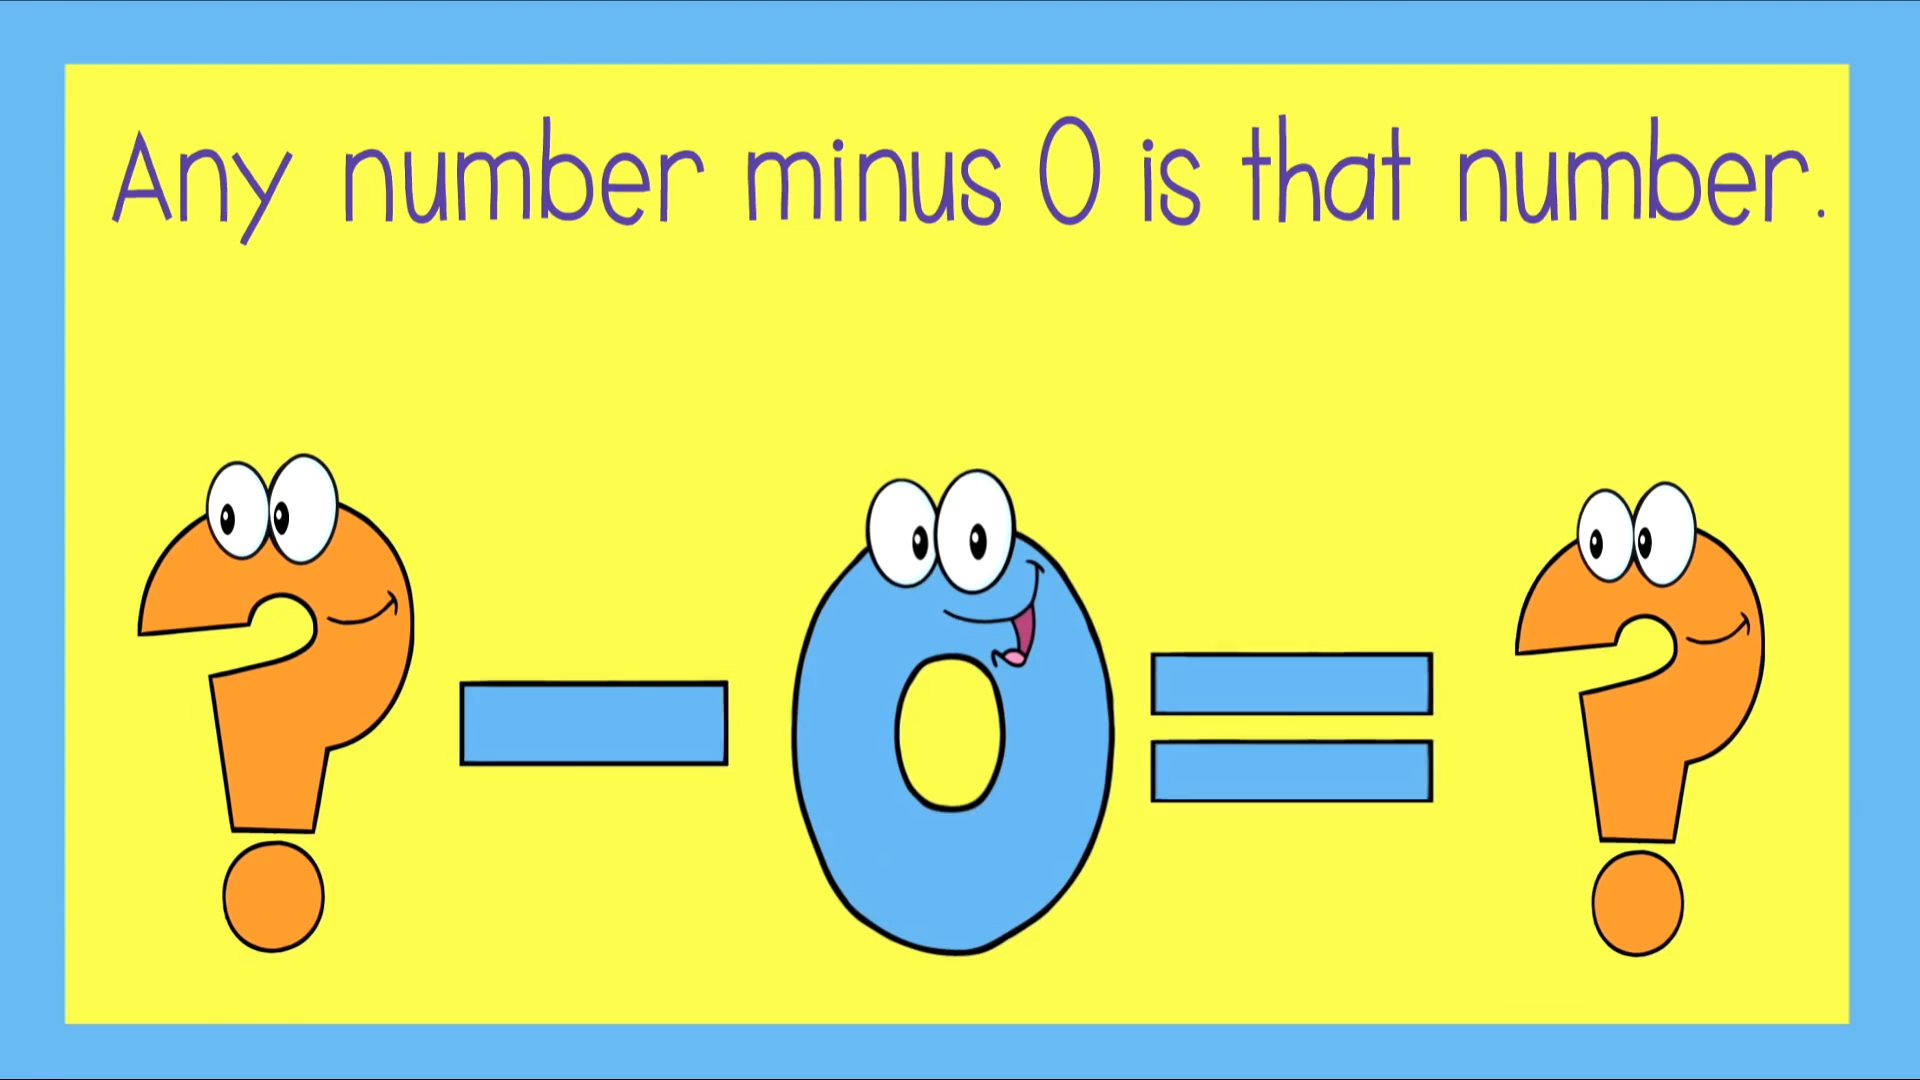 Any number minus 0 is that number.
? - 0 = ?